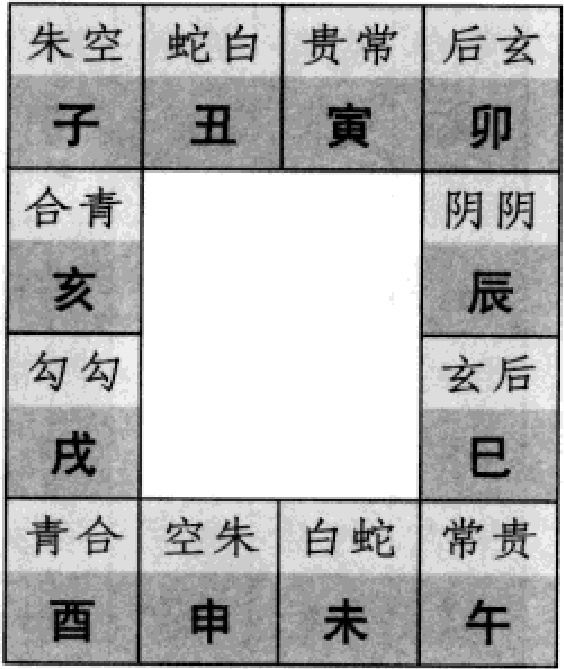 朱空 蛇白 贵常 后玄
子 丑 寅 卯
合青 阴阴
亥 辰
勾勾 玄后
戌 巳
青合 空朱 白蛇 常贵
酉 申 未 午